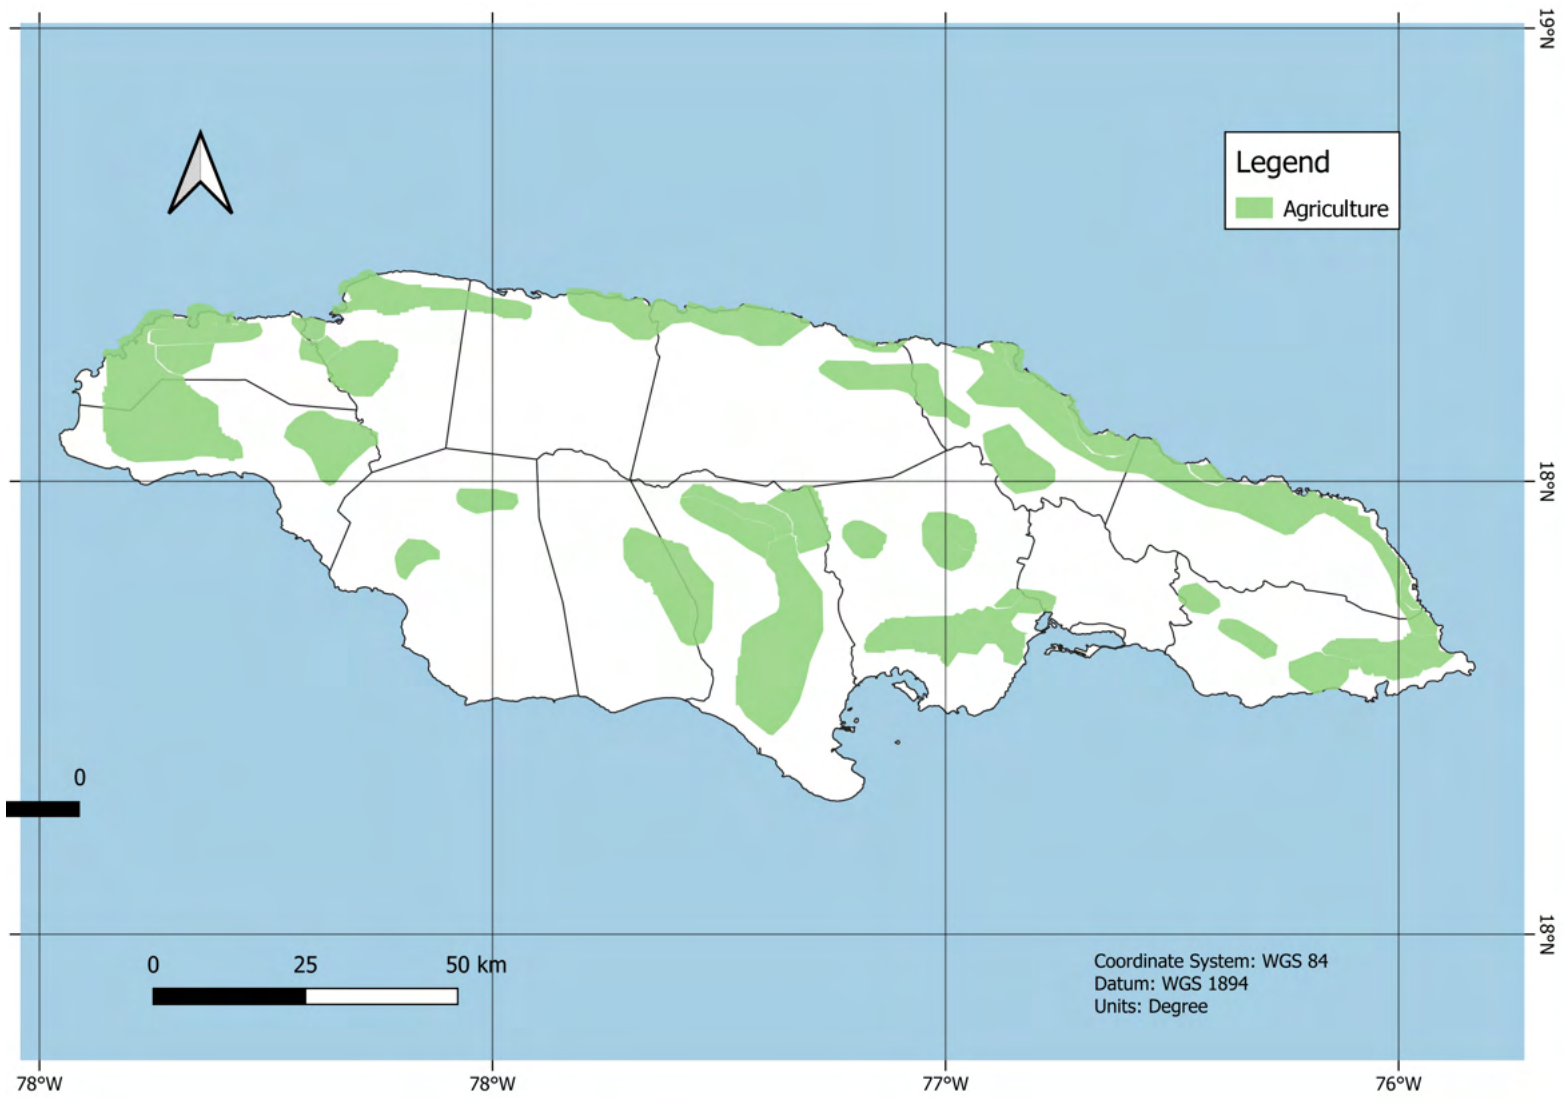 19°N
Legend
Agriculture
18°N
0
18°N
0 25 50 km
Coordinate System: WGS 84
Datum: WGS 1894
Units: Degree
78°W 78°W 77°W 76°W